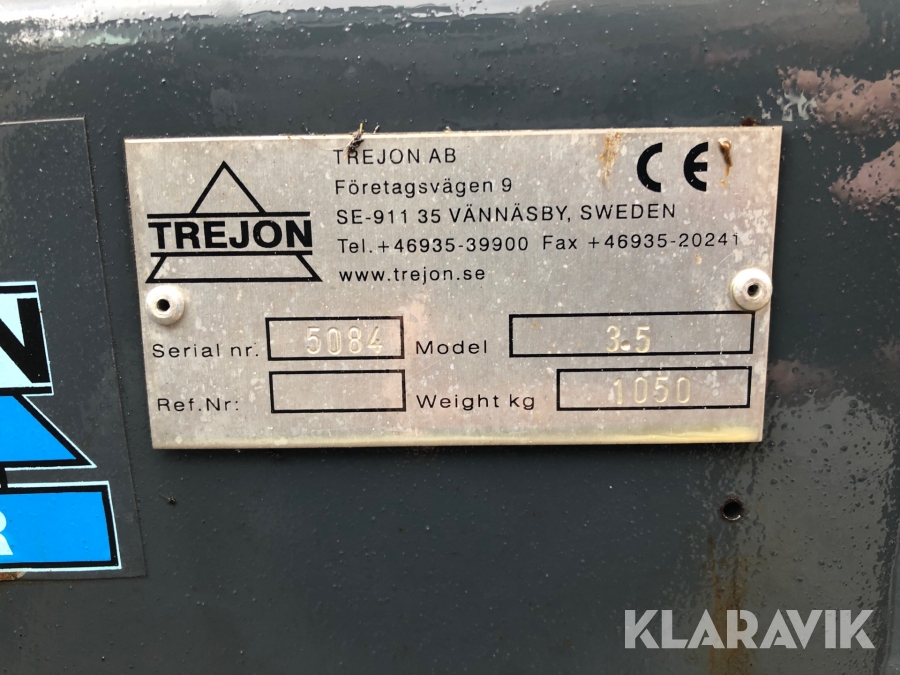 TREJON
TREJON AB
Företagsvägen 9
SE-911 35 VÄNNÄSBY, SWEDEN
Tel.+46935-39900 Fax +46935-20241
www.trejon.se
CE
Serial nr. 5084 Model 3.5
Ref.Nr: Weight kg 1050
N
R
KLARAVIK